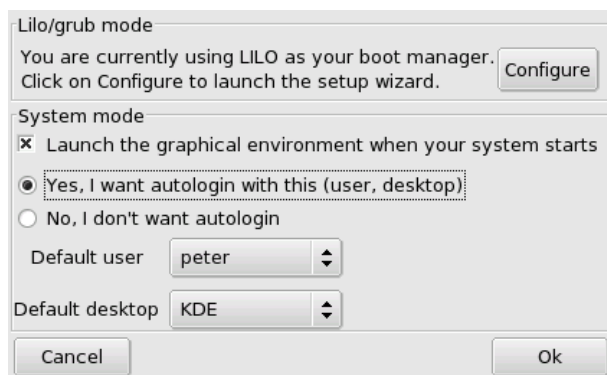 Lilo/grub mode
You are currently using LILO as your boot manager.
Click on Configure to launch the setup wizard.
Configure
System mode
Launch the graphical environment when your system starts
Yes, I want autologin with this (user, desktop)
No, I don't want autologin
Default user
peter
Default desktop
KDE
Cancel
Ok